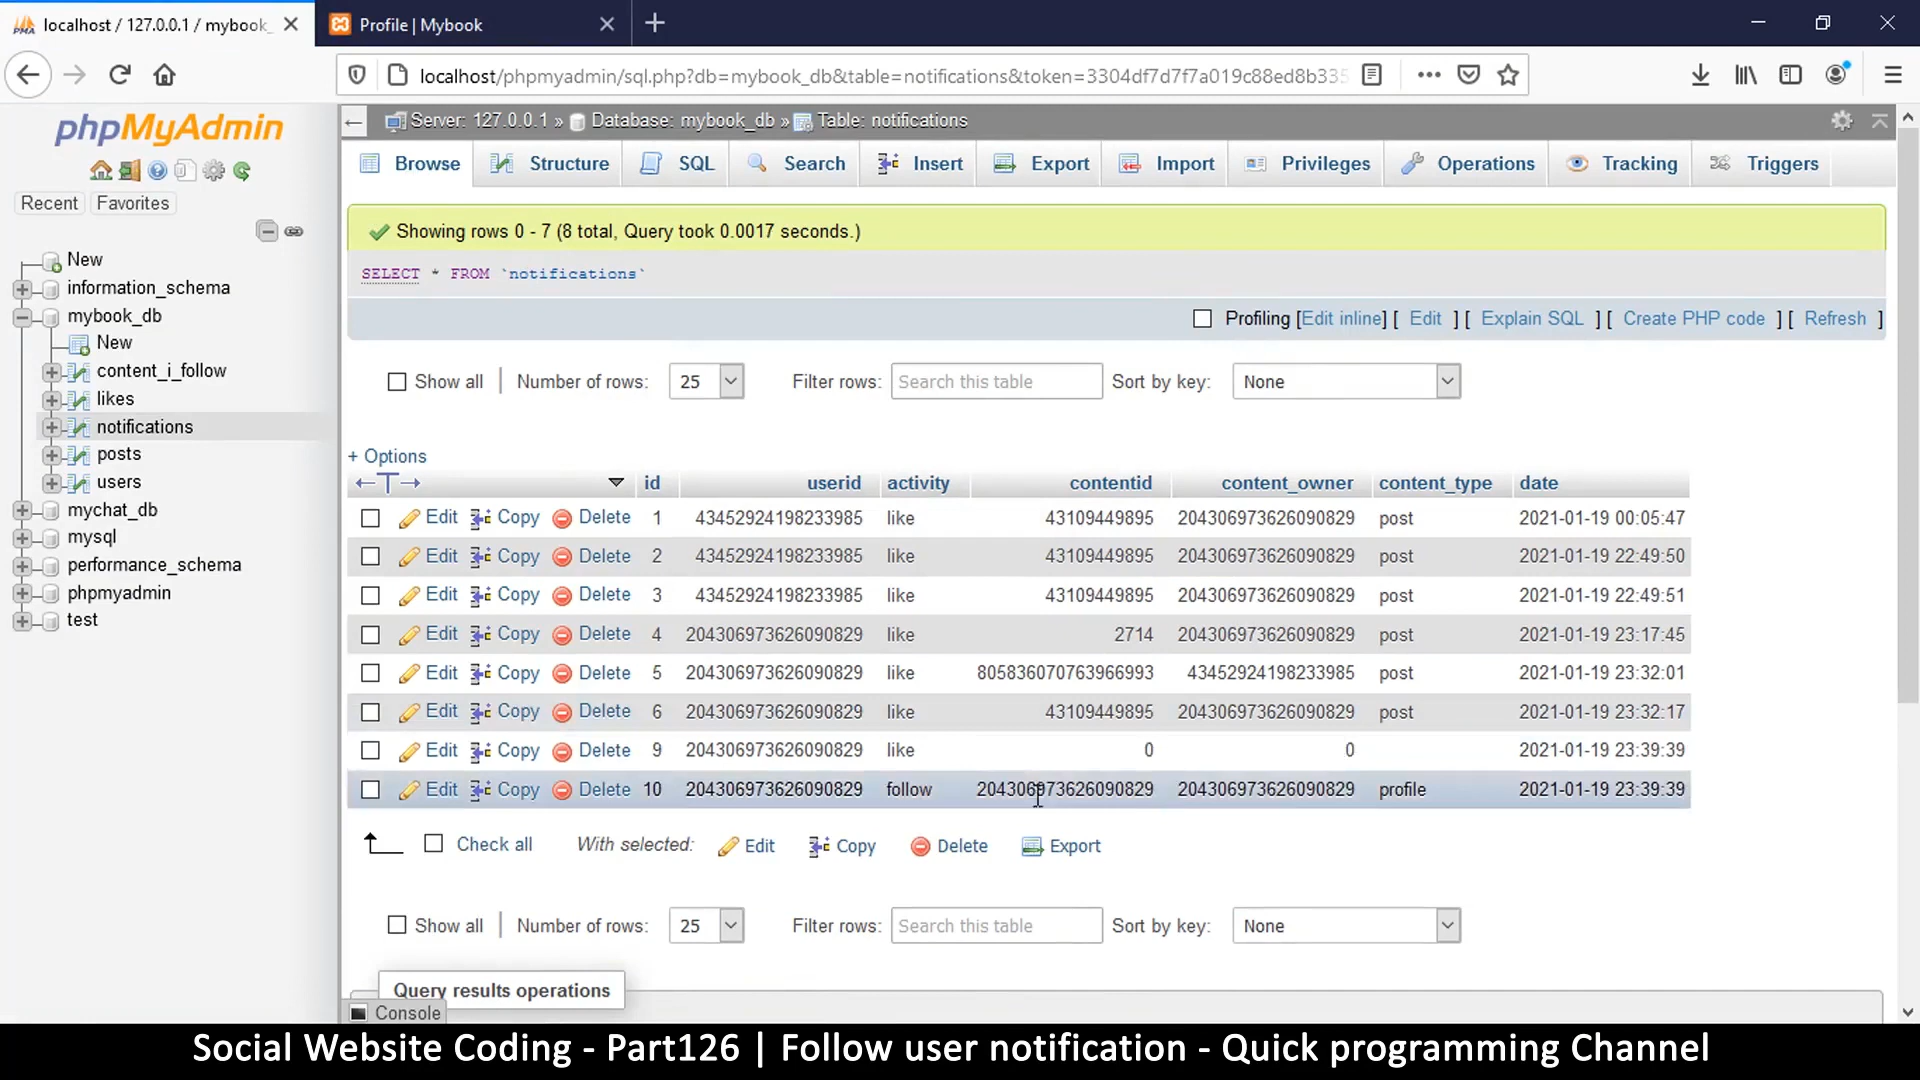 localhost / 127.0.0.1 / mybook_
Profile | Mybook
localhost/phpmyadmin/sql.php?db=mybook_db&table=notifications&token=3304df7d7f7a019c88ed8b335
phpMyAdmin
Recent Favorites
New
information_schema
mybook_db
New
content_i_follow
likes
notifications
posts
users
mychat_db
mysql
performance_schema
phpmyadmin
test
Server: 127.0.0.1 » Database: mybook_db » Table: notifications
Browse Structure SQL Search Insert Export Import Privileges Operations Tracking Triggers
Showing rows 0 - 7 (8 total, Query took 0.0017 seconds.)
SELECT * FROM `notifications`
Profiling [Edit inline] [ Edit ] [ Explain SQL ] [ Create PHP code ] [ Refresh ]
Show all | Number of rows: 25 Filter rows: Search this table Sort by key: None
+ Options
id userid activity contentid content_owner content_type date
Edit Copy Delete 1 43452924198233985 like 43109449895 204306973626090829 post 2021-01-19 00:05:47
Edit Copy Delete 2 43452924198233985 like 43109449895 204306973626090829 post 2021-01-19 22:49:50
Edit Copy Delete 3 43452924198233985 like 43109449895 204306973626090829 post 2021-01-19 22:49:51
Edit Copy Delete 4 204306973626090829 like 2714 204306973626090829 post 2021-01-19 23:17:45
Edit Copy Delete 5 204306973626090829 like 805836070763966993 43452924198233985 post 2021-01-19 23:32:01
Edit Copy Delete 6 204306973626090829 like 43109449895 204306973626090829 post 2021-01-19 23:32:17
Edit Copy Delete 9 204306973626090829 like 0 0 2021-01-19 23:39:39
Edit Copy Delete 10 204306973626090829 follow 204306973626090829 204306973626090829 profile 2021-01-19 23:39:39
Check all With selected: Edit Copy Delete Export
Show all | Number of rows: 25 Filter rows: Search this table Sort by key: None
Query results operations
Console
Social Website Coding - Part126 | Follow user notification - Quick programming Channel